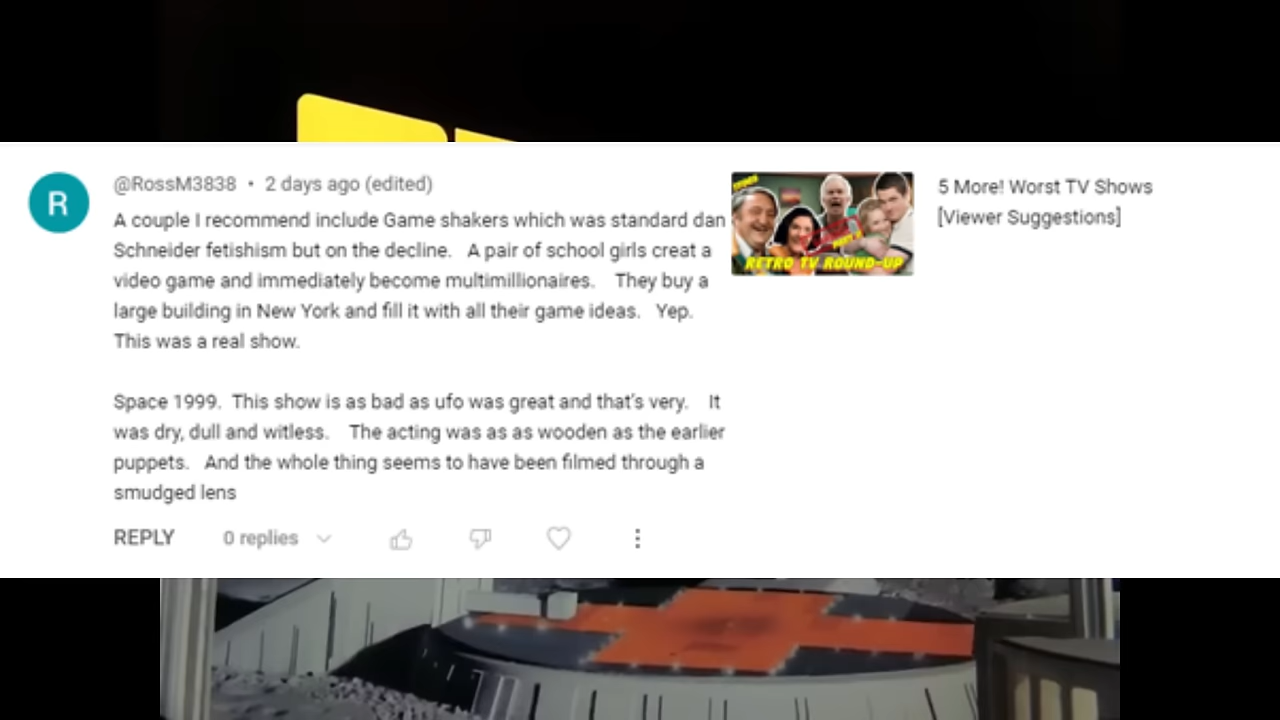 @RossM3838 • 2 days ago (edited)
A couple I recommend include Game shakers which was standard dan
Schneider fetishism but on the decline. A pair of school girls creat a
video game and immediately become multimillionaires. They buy a
large building in New York and fill it with all their game ideas. Yep.
This was a real show.
Space 1999. This show is as bad as ufo was great and that's very. It
was dry, dull and witless. The acting was as as wooden as the earlier
puppets. And the whole thing seems to have been filmed through a
smudged lens
REPLY 0 replies
R
RETRO TV ROUND-UP
5 More! Worst TV Shows
[Viewer Suggestions]